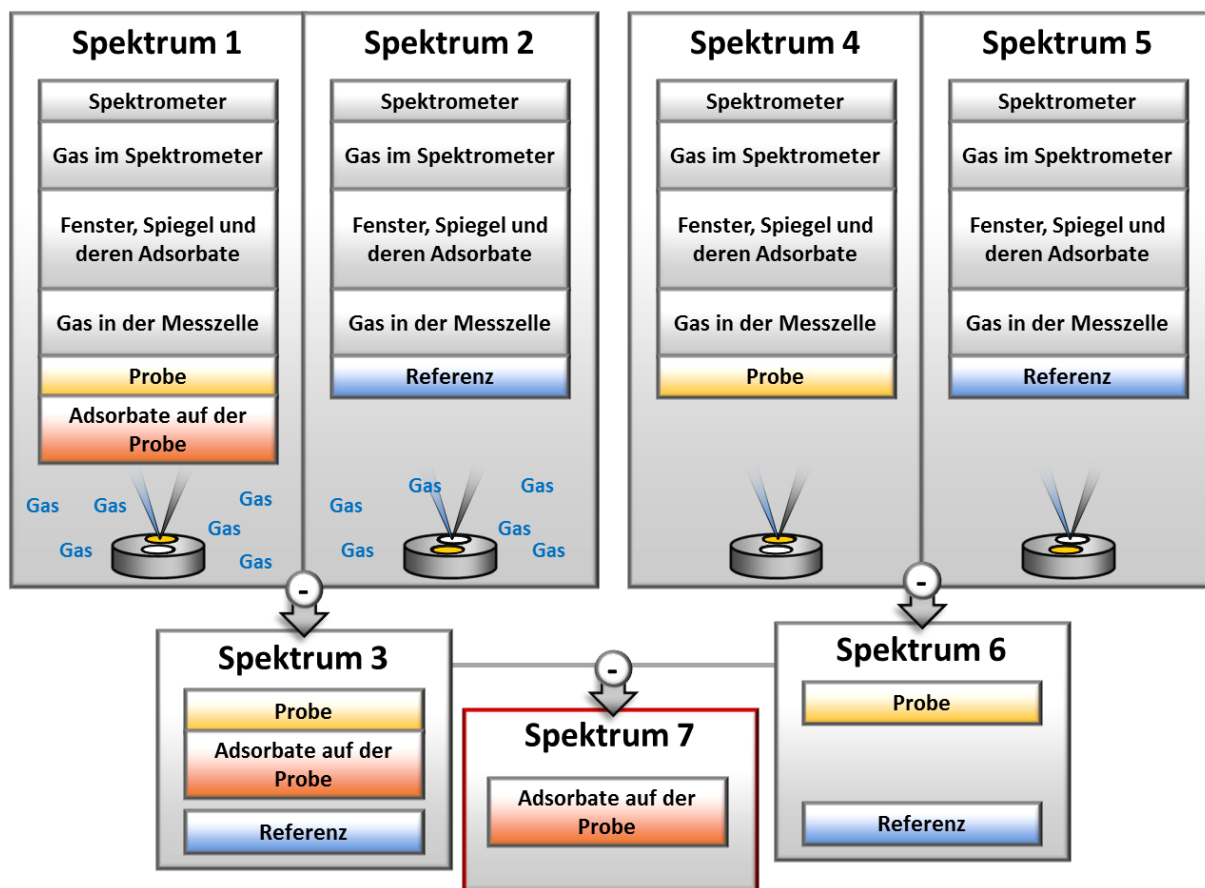 Spektrum 1
Spektrometer
Gas im Spektrometer
Fenster, Spiegel und
deren Adsorbate
Gas in der Messzelle
Probe
Adsorbate auf der
Probe
Gas
Gas
Gas
Gas
Gas
Gas
Spektrum 2
Spektrometer
Gas im Spektrometer
Fenster, Spiegel und
deren Adsorbate
Gas in der Messzelle
Referenz
Gas
Gas
Gas
Gas
Gas
Gas
-
Spektrum 4
Spektrometer
Gas im Spektrometer
Fenster, Spiegel und
deren Adsorbate
Gas in der Messzelle
Probe
Spektrum 5
Spektrometer
Gas im Spektrometer
Fenster, Spiegel und
deren Adsorbate
Gas in der Messzelle
Referenz
-
Spektrum 3
Probe
Adsorbate auf der
Probe
Referenz
-
Spektrum 7
Adsorbate auf der
Probe
Spektrum 6
Probe
Referenz